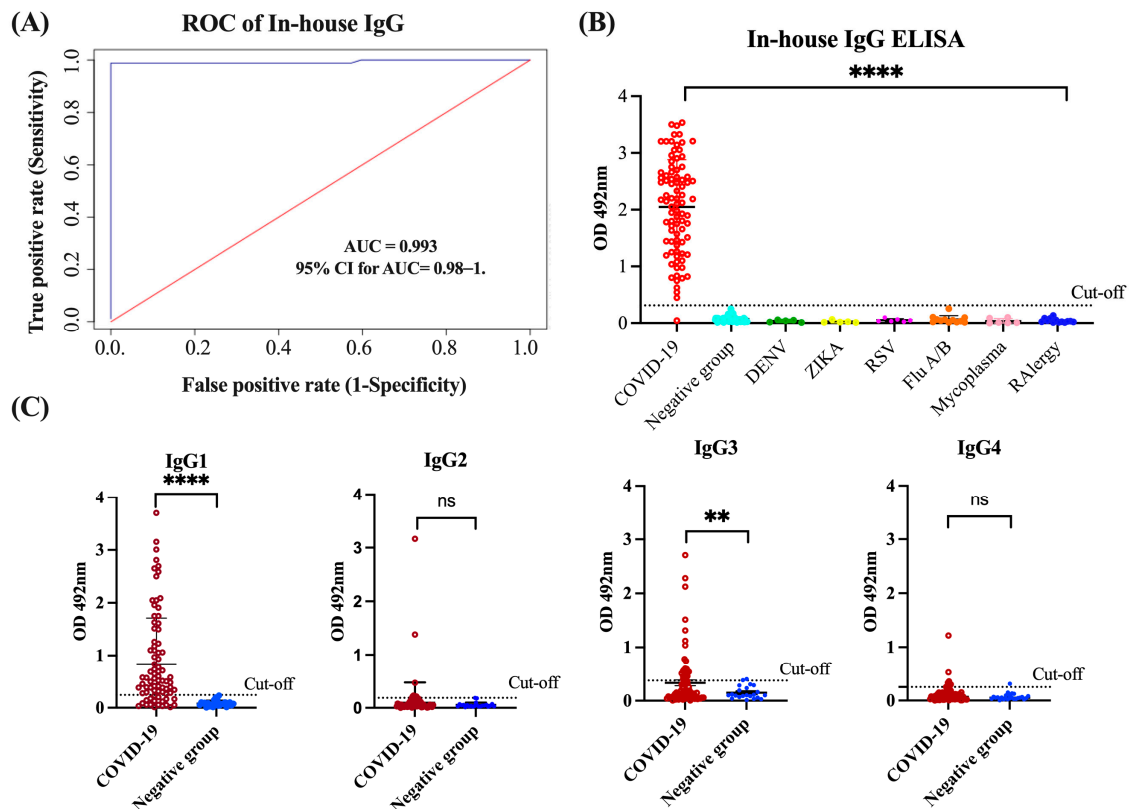 (A)
ROC of In-house IgG
True positive rate (Sensitivity)
1.0
0.8
0.6
0.4
0.2
0.0
AUC = 0.993
95% CI for AUC= 0.98–1.
0.0.
0.2
0.4
0.6
0.8
1.0
False positive rate (1-Specificity)
(B)
In-house IgG ELISA
****
OD 492nm
4
3
2
1
0
Cut-off
COVID-19
Negative group
DENV
ZIKA
RSV
Flu A/B
Mycoplasma
RAlergy
(C)
IgG1
****
OD 492nm
4
3
2
1
0
Cut-off
COVID-19
Negative group
IgG2
ns
OD 492nm
4
3
2
1
0
Cut-off
COVID-19
Negative group
IgG3
**
OD 492nm
4
3
2
1
0
Cut-off
COVID-19
Negative group
IgG4
ns
OD 492nm
4
3
2
1
0
Cut-off
COVID-19
Negative group